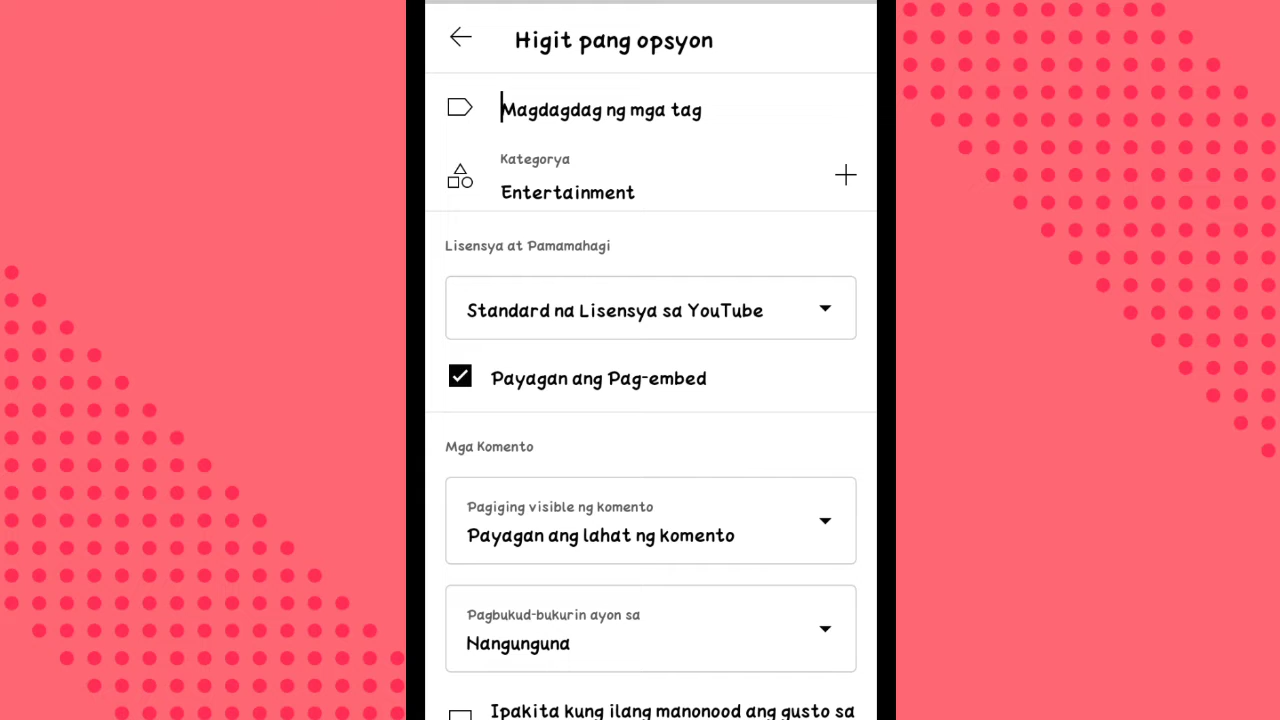 Higit pang opsyon
Magdagdag ng mga tag
Kategorya
Entertainment
Lisensya at Pamamahagi
Standard na Lisensya sa YouTube
Payagan ang Pag-embed
Mga Komento
Pagiging visible ng komento
Payagan ang lahat ng komento
Pagbukud-bukurin ayon sa
Nangunguna
Ipakita kung ilang manonood ang gusto sa